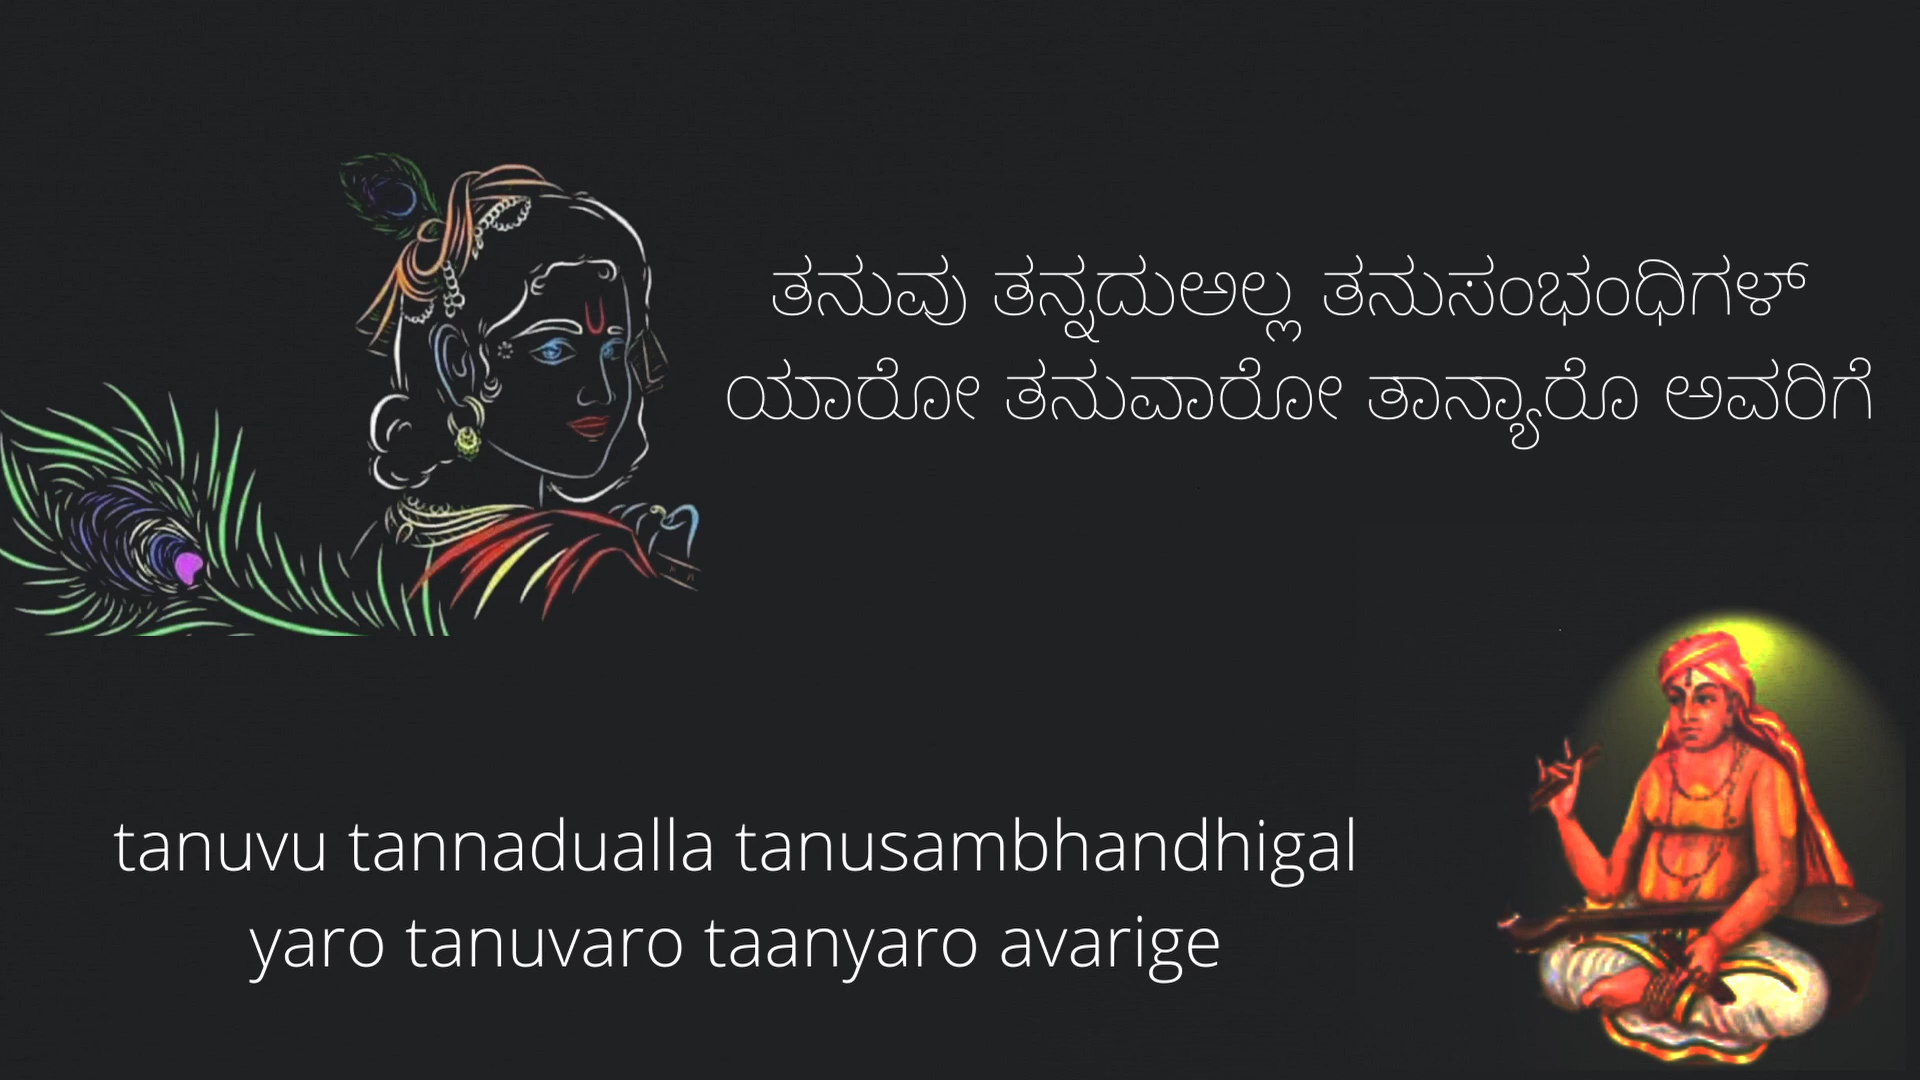 ತನುವು ತನ್ನದುಅಲ್ಲ ತನುಸಂಭಂಧಿಗಳ್
ಯಾರೋ ತನುವಾರೋ ತಾನ್ಯಾರೊ ಅವರಿಗೆ
tanuvu tannadualla tanusambhandhigal
yaro tanuvaro taanyaro avarige